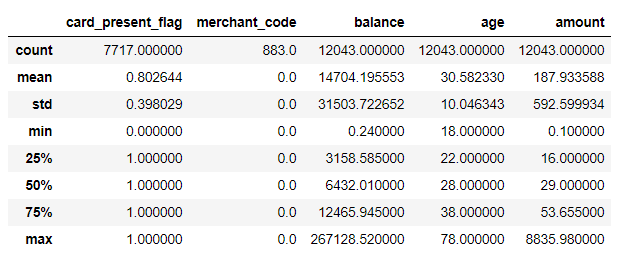 card_present_flag merchant_code balance age amount
count 7717.000000 883.0 12043.000000 12043.000000 12043.000000
mean 0.802644 0.0 14704.195553 30.582330 187.933588
std 0.398029 0.0 31503.722652 10.046343 592.599934
min 0.000000 0.0 0.240000 18.000000 0.100000
25% 1.000000 0.0 3158.585000 22.000000 16.000000
50% 1.000000 0.0 6432.010000 28.000000 29.000000
75% 1.000000 0.0 12465.945000 38.000000 53.655000
max 1.000000 0.0 267128.520000 78.000000 8835.980000